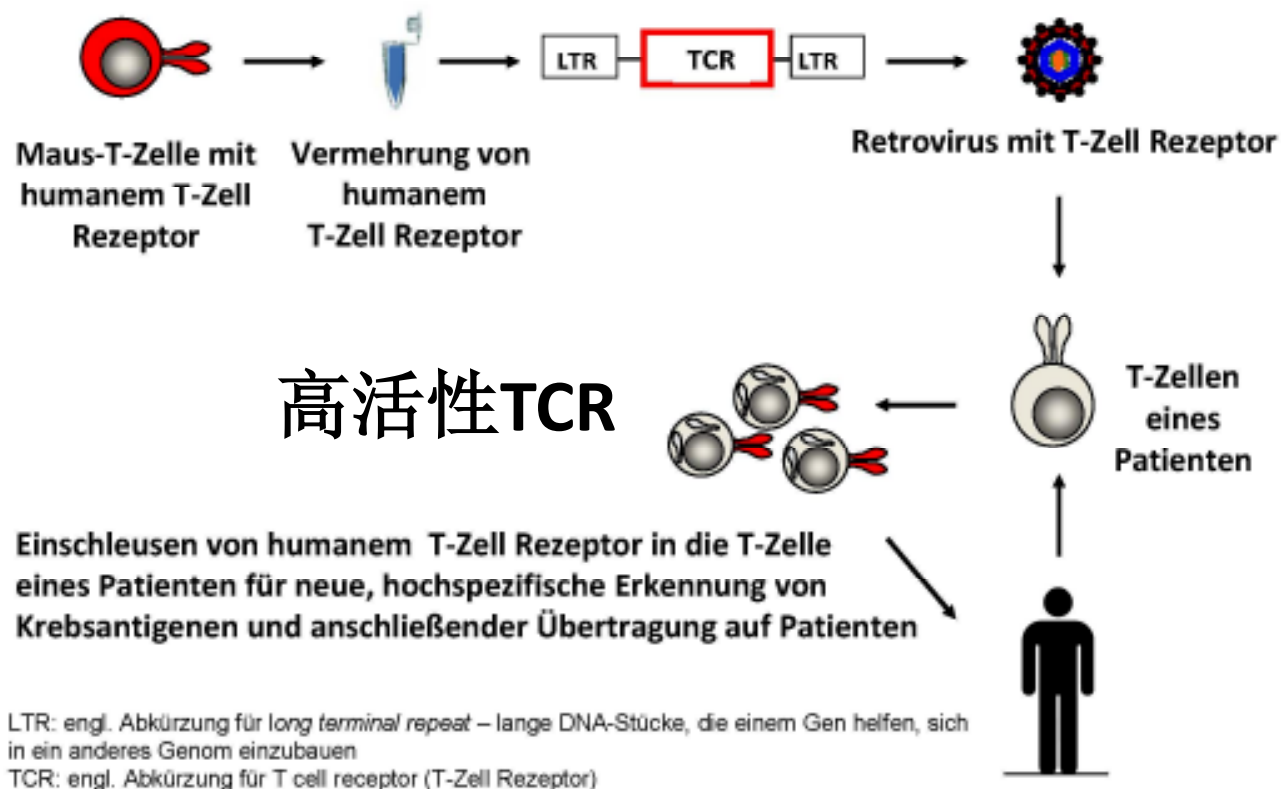 LTR TCR LTR
Maus-T-Zelle mit
humanem T-Zell
Rezeptor
Vermehrung von
humanem
T-Zell Rezeptor
Retrovirus mit T-Zell Rezeptor
T-Zellen
eines
Patienten
高活性TCR
Einschleusen von humanem T-Zell Rezeptor in die T-Zelle
eines Patienten für neue, hochspezifische Erkennung von
Krebsantigenen und anschließender Übertragung auf Patienten
LTR: engl. Abkürzung für long terminal repeat – lange DNA-Stücke, die einem Gen helfen, sich
in ein anderes Genom einzubauen
TCR: engl. Abkürzung für T cell receptor (T-Zell Rezeptor)